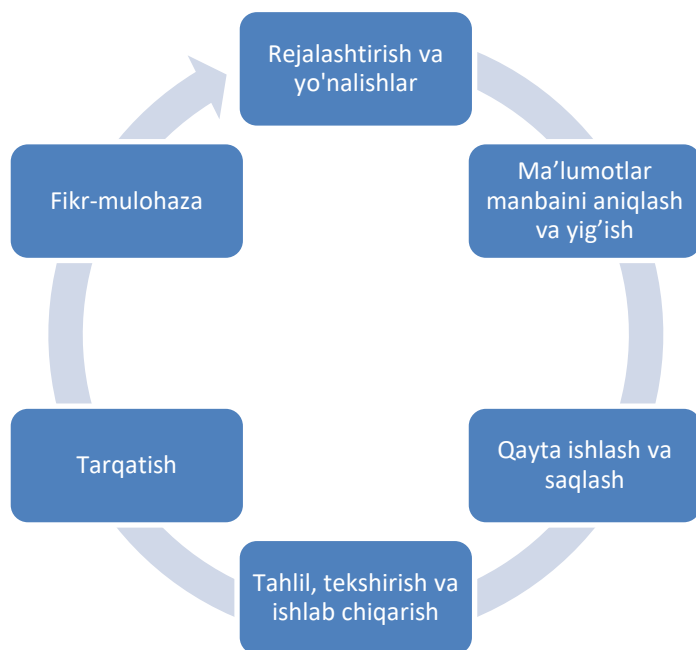 Rejalashtirish va
yo'nalishlar
Ma’lumotlar
manbaini aniqlash
va yig’ish
Qayta ishlash va
saqlash
Tahlil, tekshirish va
ishlab chiqarish
Tarqatish
Fikr-mulohaza